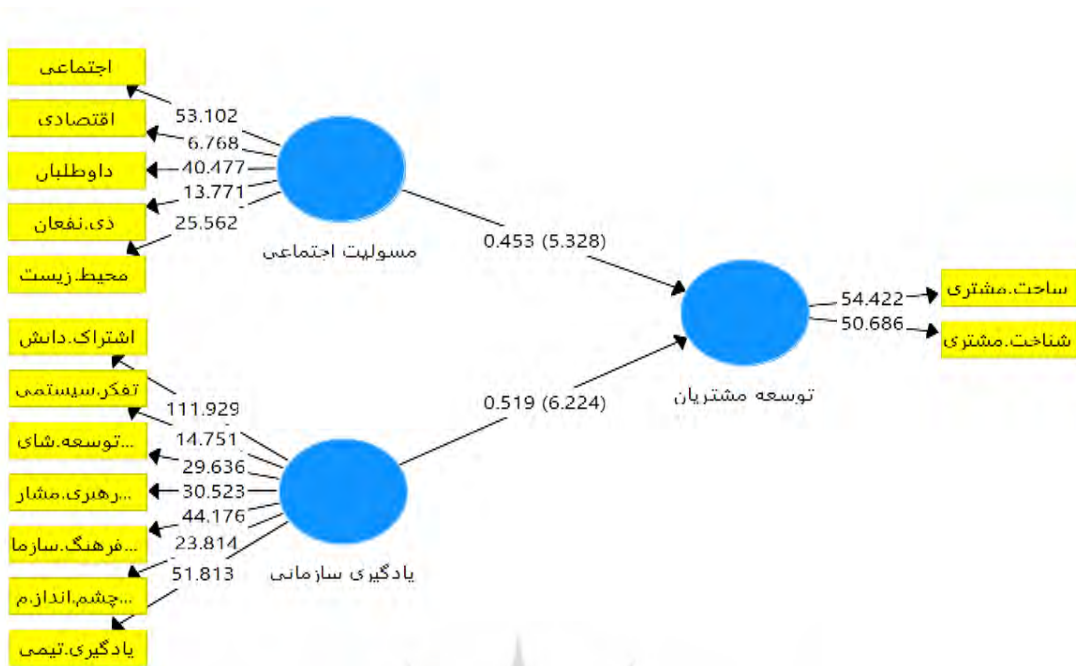 اجتماعی
اقتصادی
داوطلبان
ذی.نفعان
محیط.زیست
53.102
6.768
40.477
13.771
25.562
مسولیت اجتماعی
0.453 (5.328)
اشتراک.دانش
تفکر.سیستمی
...توسعه.شای
...رهبری.مشار
...فرهنگ.سازما
...چشم.انداز.م
یادگیری.تیمی
111.929
14.751
29.636
30.523
44.176
23.814
51.813
یادگیری سازمانی
0.519 (6.224)
توسعه مشتریان
54.422
50.686
ساخت.مشتری
شناخت.مشتری